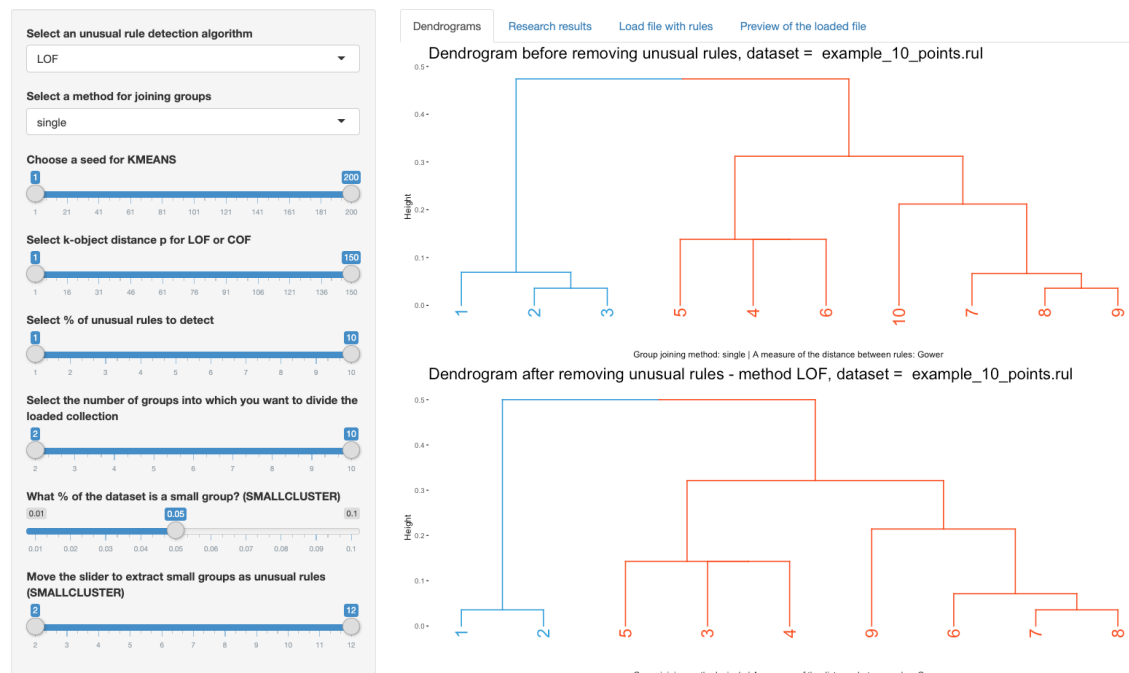 Select an unusual rule detection algorithm
LOF
Select a method for joining groups
single
Choose a seed for KMEANS
1 200
1 21 41 61 81 101 121 141 161 181 200
Select k-object distance p for LOF or COF
1 150
1 16 31 46 61 76 91 106 121 136 150
Select % of unusual rules to detect
1 10
1 2 3 4 5 6 7 8 9 10
Select the number of groups into which you want to divide the
loaded collection
2 10
2 3 4 5 6 7 8 9 10
What % of the dataset is a small group? (SMALLCLUSTER)
0.01 0.05 0.1
0.01 0.02 0.03 0.04 0.05 0.06 0.07 0.08 0.09 0.1
Move the slider to extract small groups as unusual rules
(SMALLCLUSTER)
2 12
2 3 4 5 6 7 8 9 10 11 12
Dendrograms Research results Load file with rules Preview of the loaded file
Dendrogram before removing unusual rules, dataset = example_10_points.rul
0.5
0.4
0.3
0.2
0.1
0.0
Height
1 2 3 5 4 6 10 7 8 9
Group joining method: single | A measure of the distance between rules: Gower
Dendrogram after removing unusual rules - method LOF, dataset = example_10_points.rul
0.5
0.4
0.3
0.2
0.1
0.0
Height
1 2 5 3 4 9 6 7 8